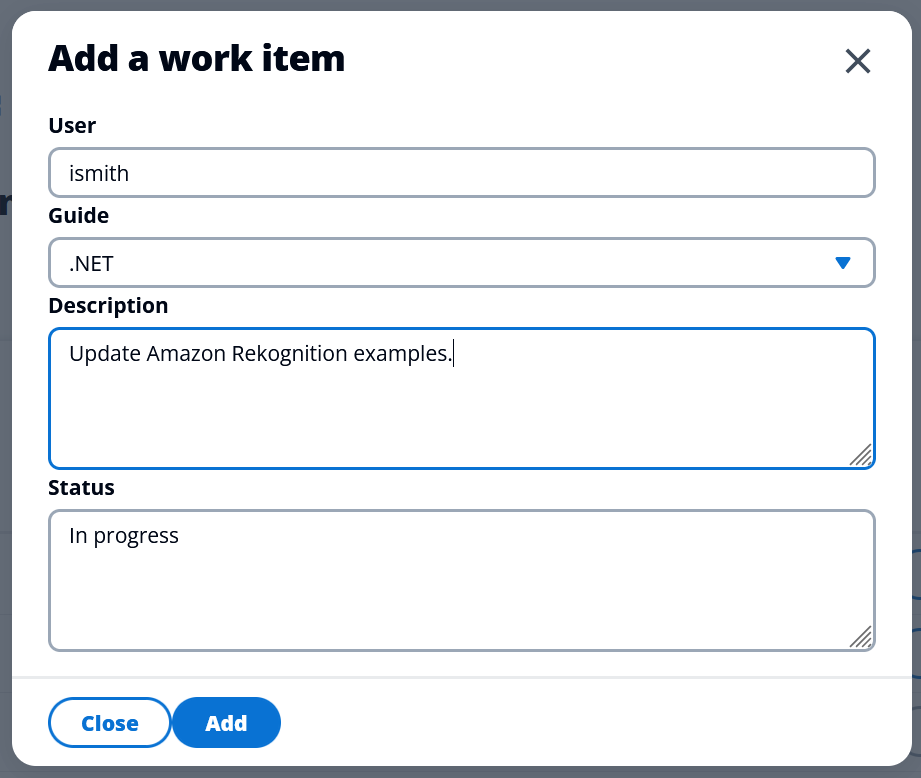 Add a work item
User
ismith
Guide
.NET
Description
Update Amazon Rekognition examples.
Status
In progress
Close
Add